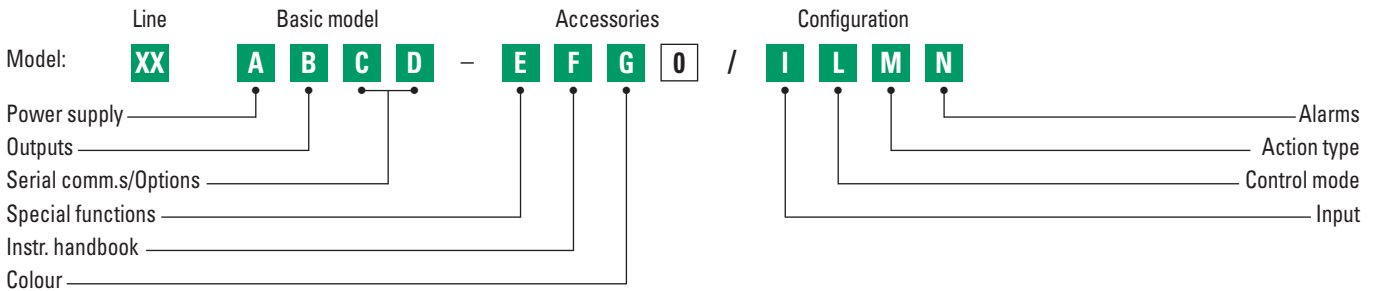 Line Basic model Accessories Configuration
Model: XX A B C D – E F G 0 / I L M N
Power supply Alarms
Outputs Action type
Serial comm.s/Options Control mode
Special functions Input
Instr. handbook
Colour